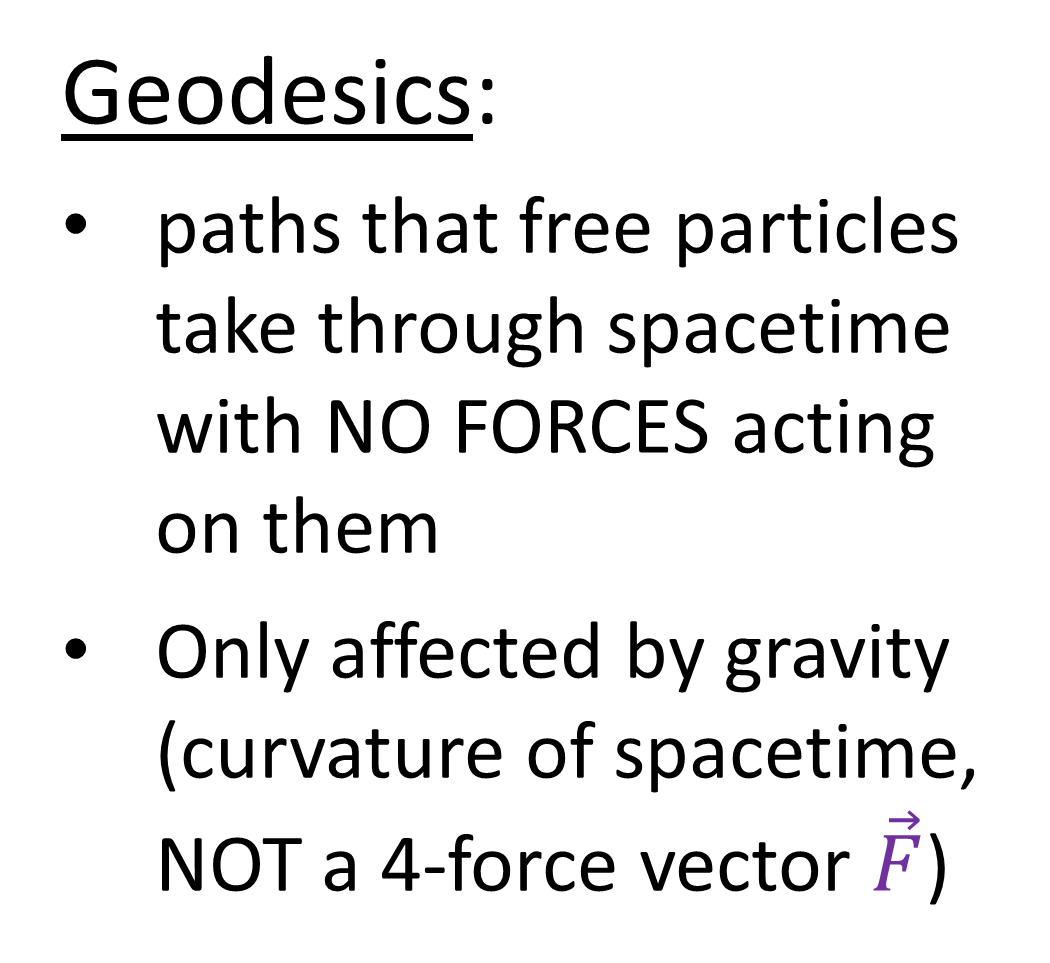 Geodesics:
• paths that free particles
take through spacetime
with NO FORCES acting
on them
• Only affected by gravity
(curvature of spacetime,
NOT a 4-force vector F⃗)